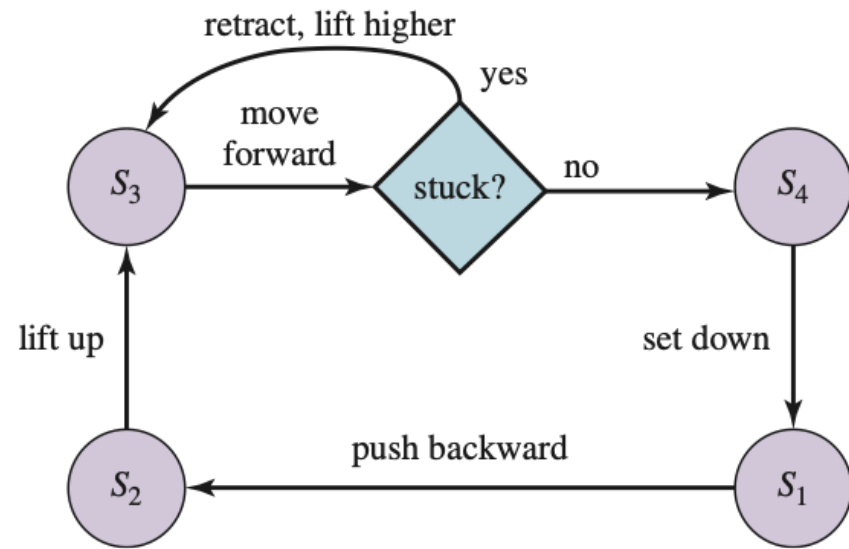 retract, lift higher
yes
move
forward
S3
stuck?
no
S4
lift up
set down
push backward
S2
S1